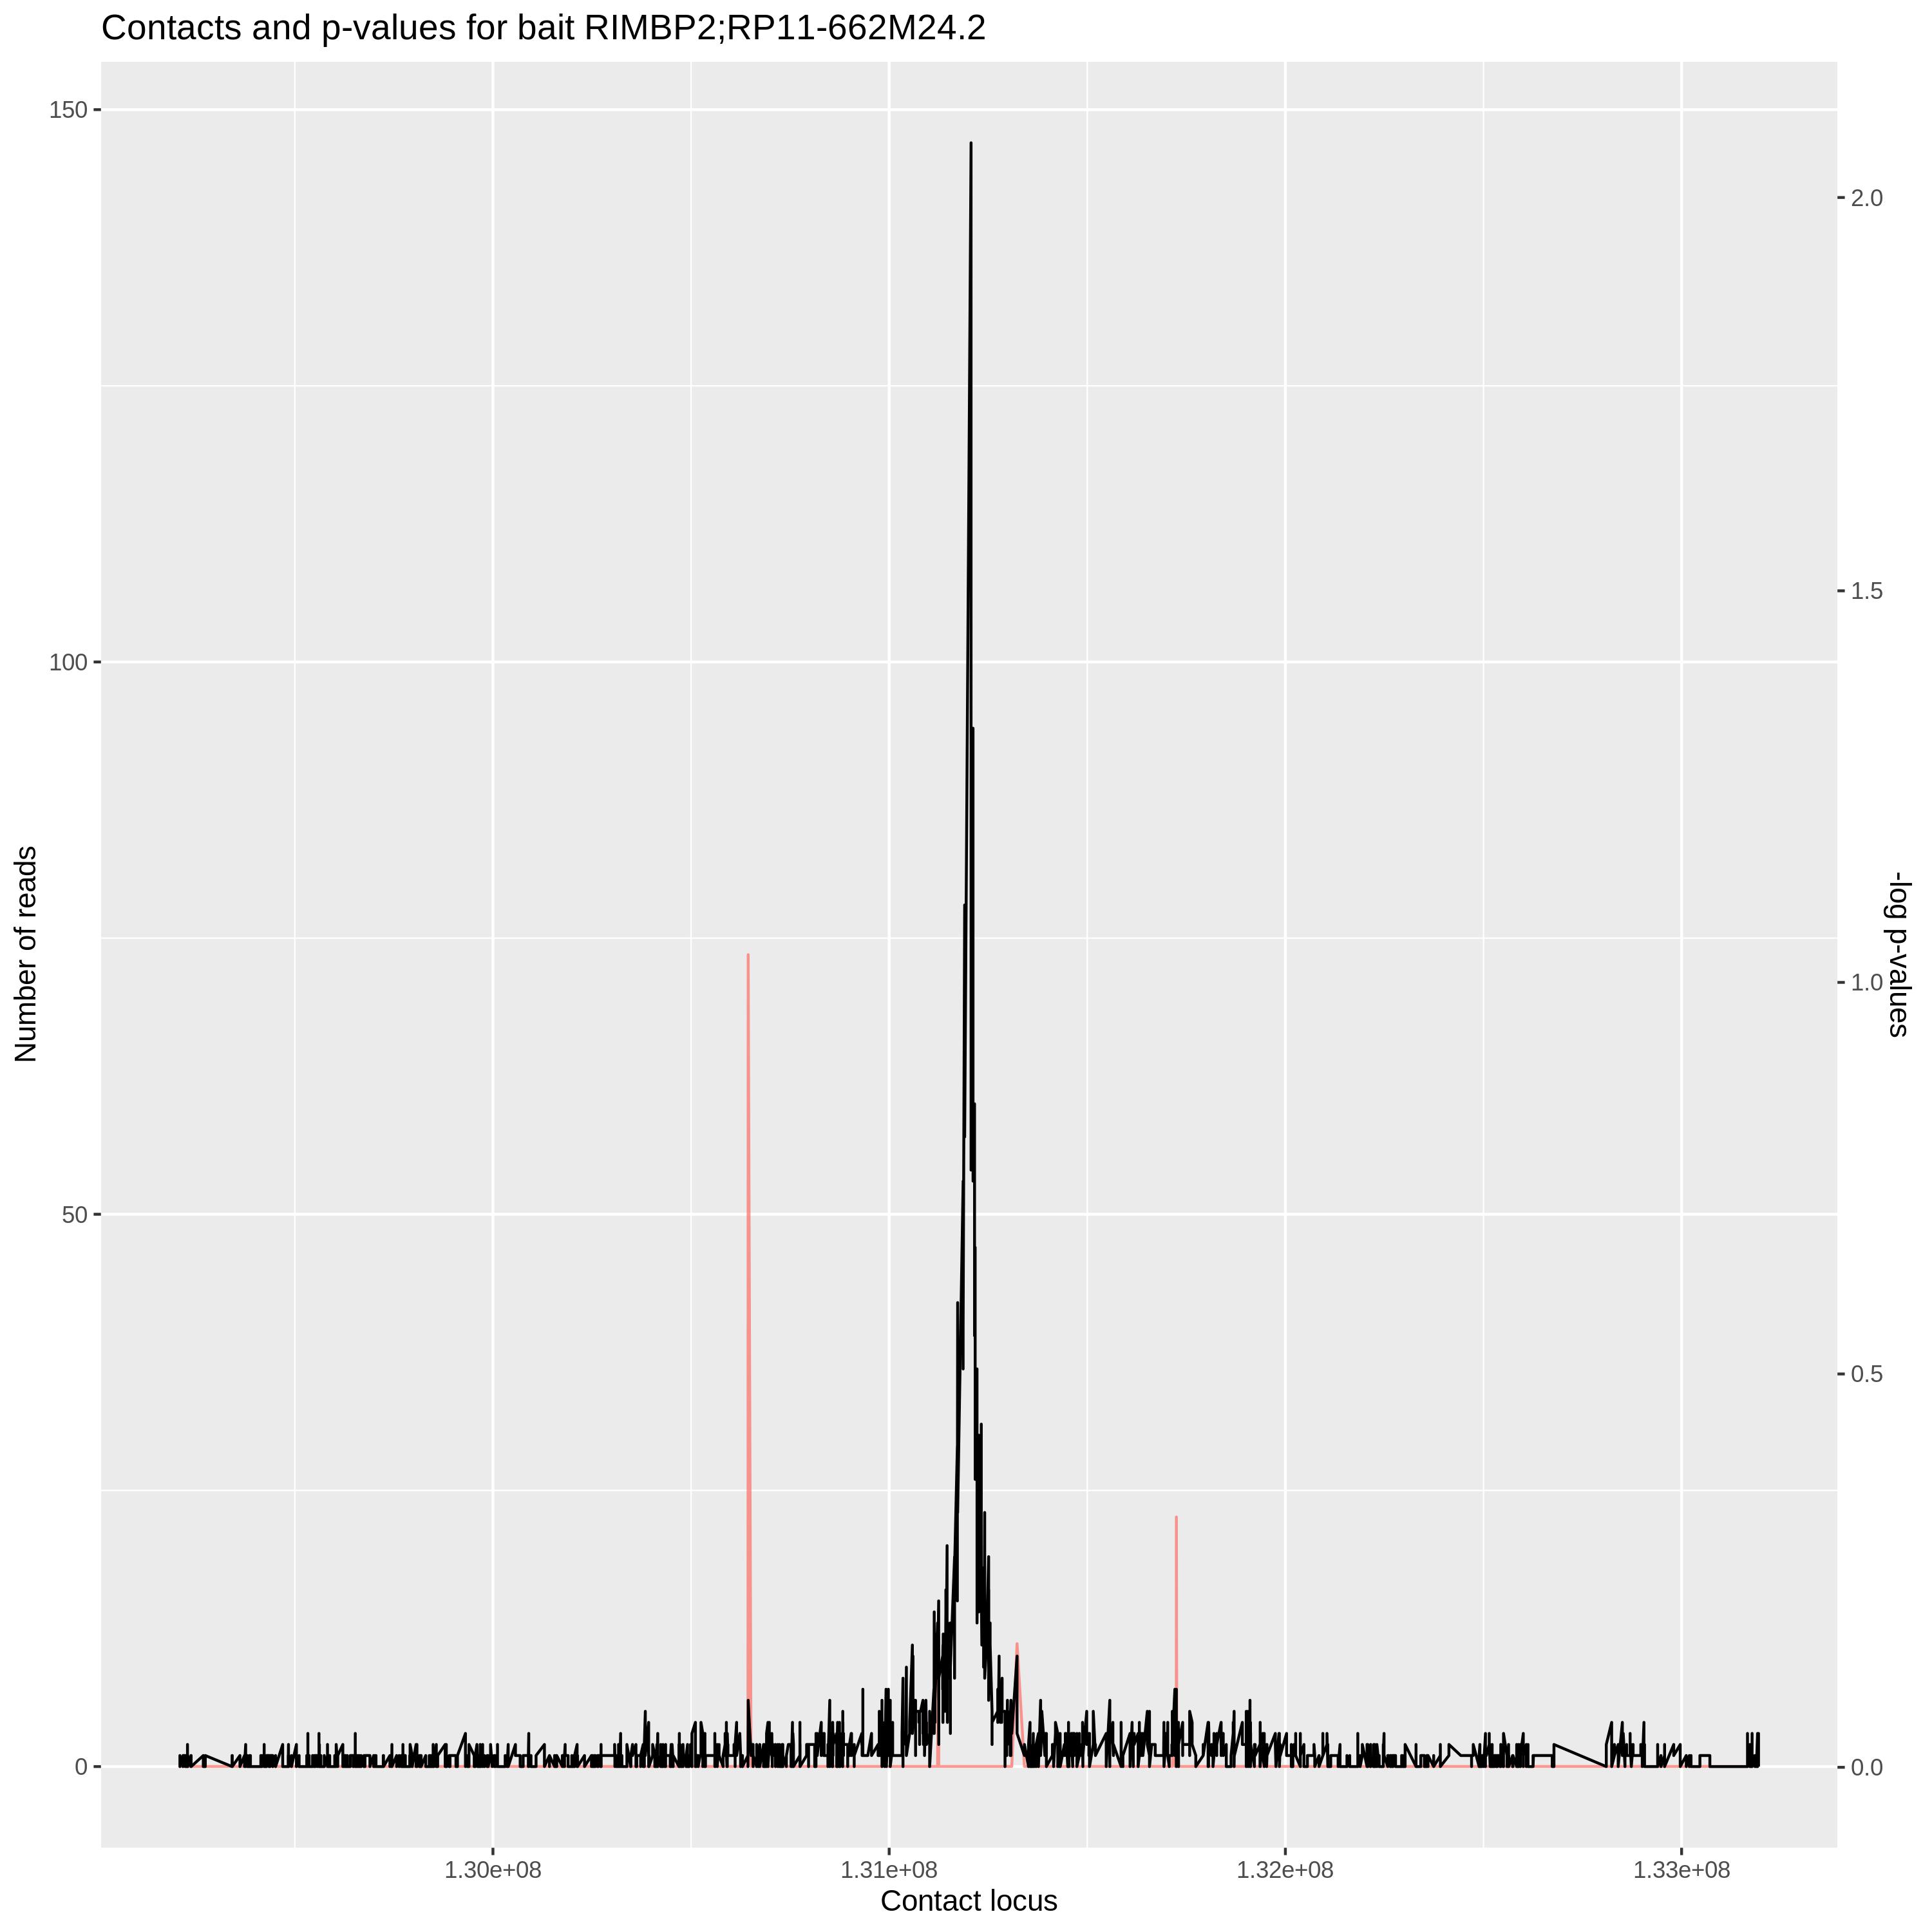 Contacts and p-values for bait RIMBP2;RP11-662M24.2
150
100
50
0
Number of reads
2.0
1.5
1.0
0.5
0.0
-log p-values
1.30e+08
1.31e+08
1.32e+08
1.33e+08
Contact locus